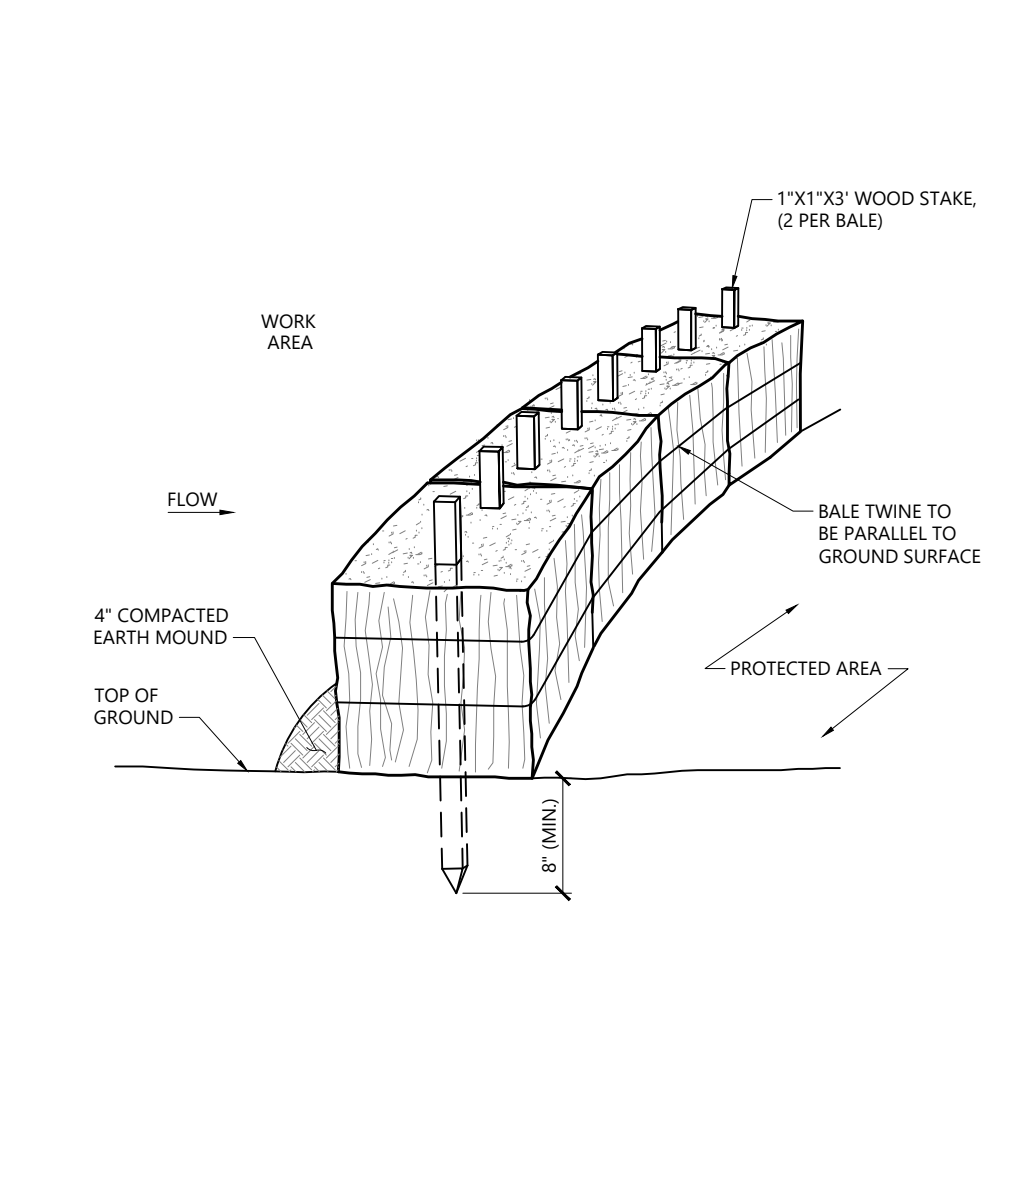 1"X1"X3' WOOD STAKE,
(2 PER BALE)
WORK
AREA
FLOW
BALE TWINE TO
BE PARALLEL TO
GROUND SURFACE
4" COMPACTED
EARTH MOUND
PROTECTED AREA
TOP OF
GROUND
8" (MIN.)